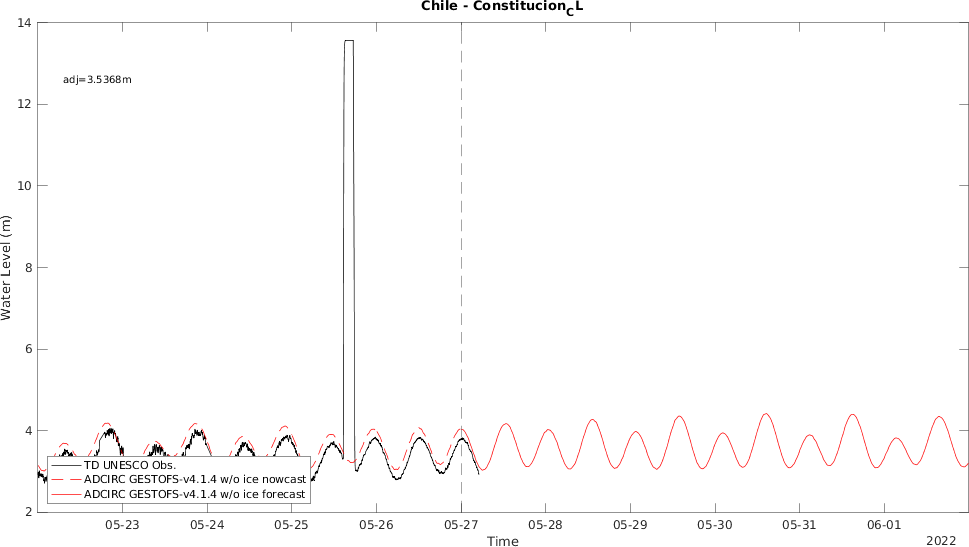 Chile - Constitucion_CL
14
12
10
8
6
4
2
Water Level (m)
adj=3.5368m
TD UNESCO Obs.
ADCIRC GESTOFS-v4.1.4 w/o ice nowcast
ADCIRC GESTOFS-v4.1.4 w/o ice forecast
05-23 05-24 05-25 05-26 05-27 05-28 05-29 05-30 05-31 06-01
Time
2022